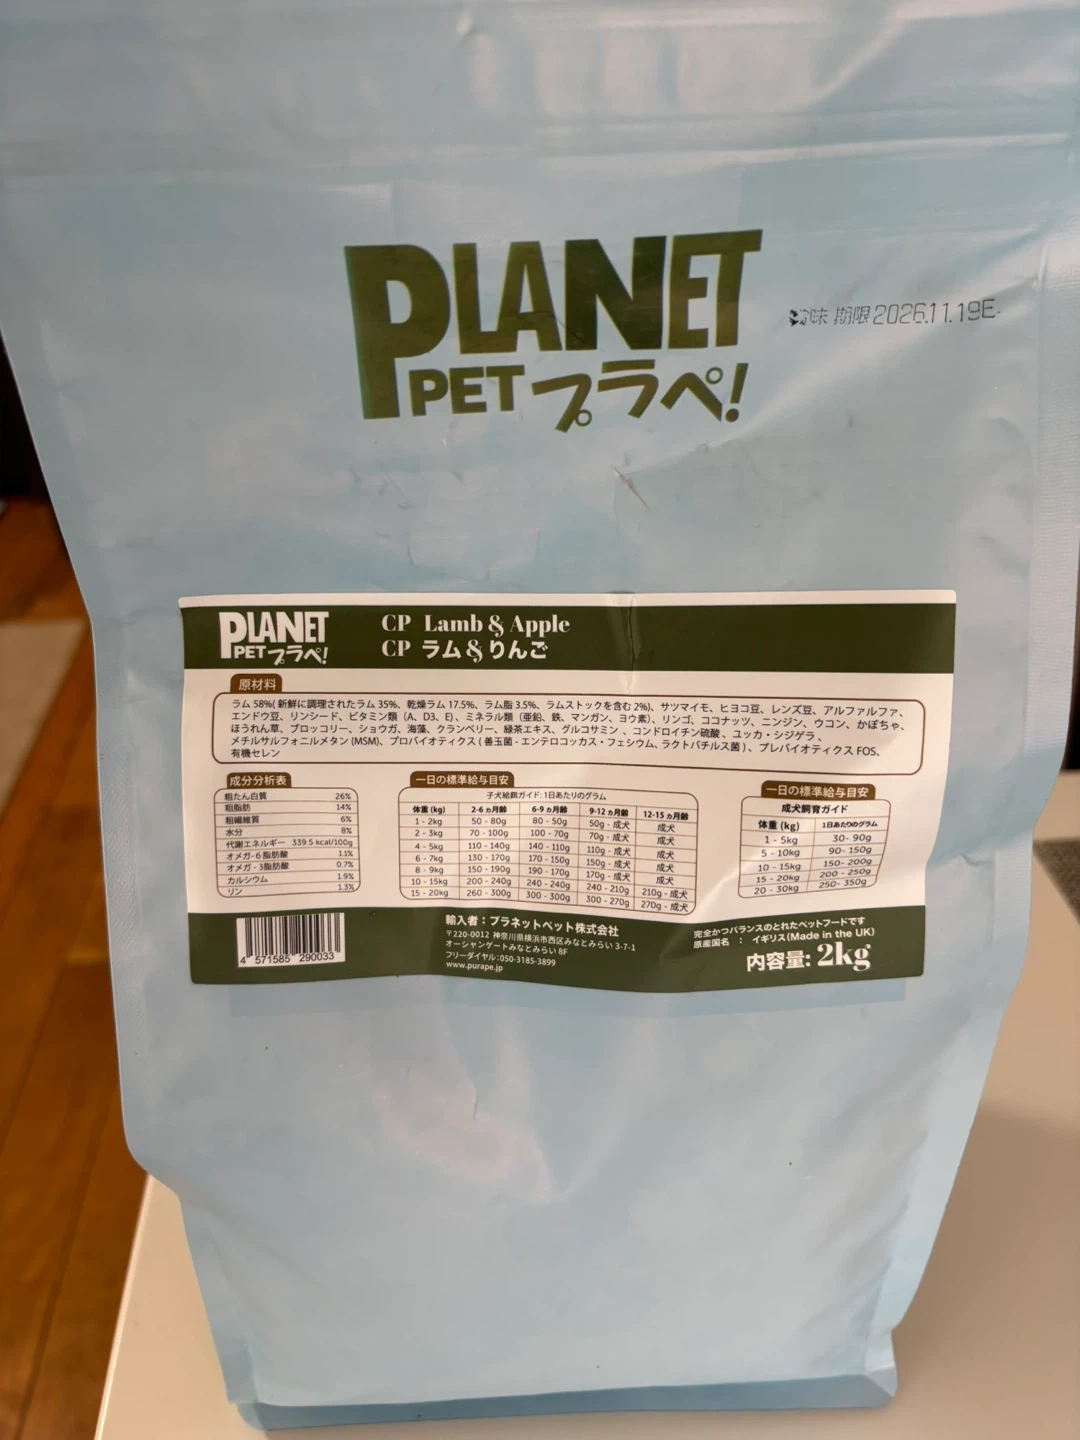 PLANET
PET プラペ!
賞味期限 2026.11.19E
PLANET
PET プラペ!
CP Lamb & Apple
CP ラム&りんご
原材料
ラム 58%( 新鮮に調理されたラム 35%、乾燥ラム 17.5%、ラム脂 3.5%、ラムストックを含む 2%)、サツマイモ、ヒヨコ豆、レンズ豆、アルファルファ、
エンドウ豆、リンシード、ビタミン類（A、D3、E）、ミネラル類（亜鉛、鉄、マンガン、ヨウ素）、リンゴ、ココナッツ、ニンジン、ウコン、かぼちゃ、
ほうれん草、ブロッコリー、ショウガ、海藻、クランベリー、緑茶エキス、グルコサミン 、コンドロイチン硫酸 、ユッカ・シジゲラ 、
メチルサルフォニルメタン (MSM)、プロバイオティクス ( 善玉菌 - エンテロコッカス・フェシウム、ラクトバチルス菌 )、プレバイオティクス FOS、
有機セレン
成分分析表
粗たん白質 26%
粗脂肪 14%
粗繊維質 6%
水分 8%
代謝エネルギー 339.5 kcal/100g
オメガ - 6 脂肪酸 1.1%
オメガ - 3脂肪酸 0.7%
カルシウム 1.9%
リン 1.3%
一日の標準給与目安
子犬給餌ガイド: 1日あたりのグラム
体重 (kg) 2-6 ヵ月齢 6-9 ヵ月齢 9-12 ヵ月齢 12-15 ヵ月齢
1 - 2kg 50 - 80g 80 - 50g 50g - 成犬 成犬
2 - 3kg 70 - 100g 100 - 70g 70g - 成犬 成犬
4 - 5kg 110 - 140g 140 - 110g 110g - 成犬 成犬
6 - 7kg 130 - 170g 170 - 150g 150g - 成犬 成犬
8 - 9kg 150 - 190g 190 - 170g 170g - 成犬 成犬
10 - 15kg 200 - 240g 240 - 240g 240 - 210g 210g - 成犬
15 - 20kg 260 - 300g 300 - 300g 300 - 270g 270g - 成犬
一日の標準給与目安
成犬飼育ガイド
体重 (kg) 1日あたりのグラム
1 - 5kg 30- 90g
5 - 10kg 90- 150g
10 - 15kg 150- 200g
15 - 20kg 200 - 250g
20 - 30kg 250- 350g
4 571585 290033
輸入者：プラネットペット株式会社
〒220-0012 神奈川県横浜市西区みなとみらい 3-7-1
オーシャンゲートみなとみらい 8F
フリーダイヤル:050-3185-3899
www.purape.jp
完全かつバランスのとれたペットフードです
原産国名 ： イギリス(Made in the UK)
内容量: 2kg